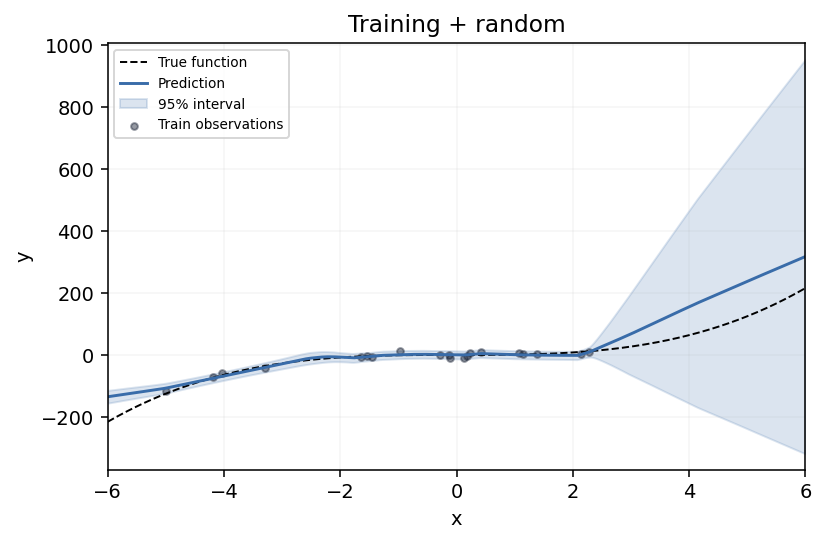 Training + random
True function
Prediction
95% interval
Train observations
1000
800
600
400
200
0
−200
y
−6 −4 −2 0 2 4 6
x